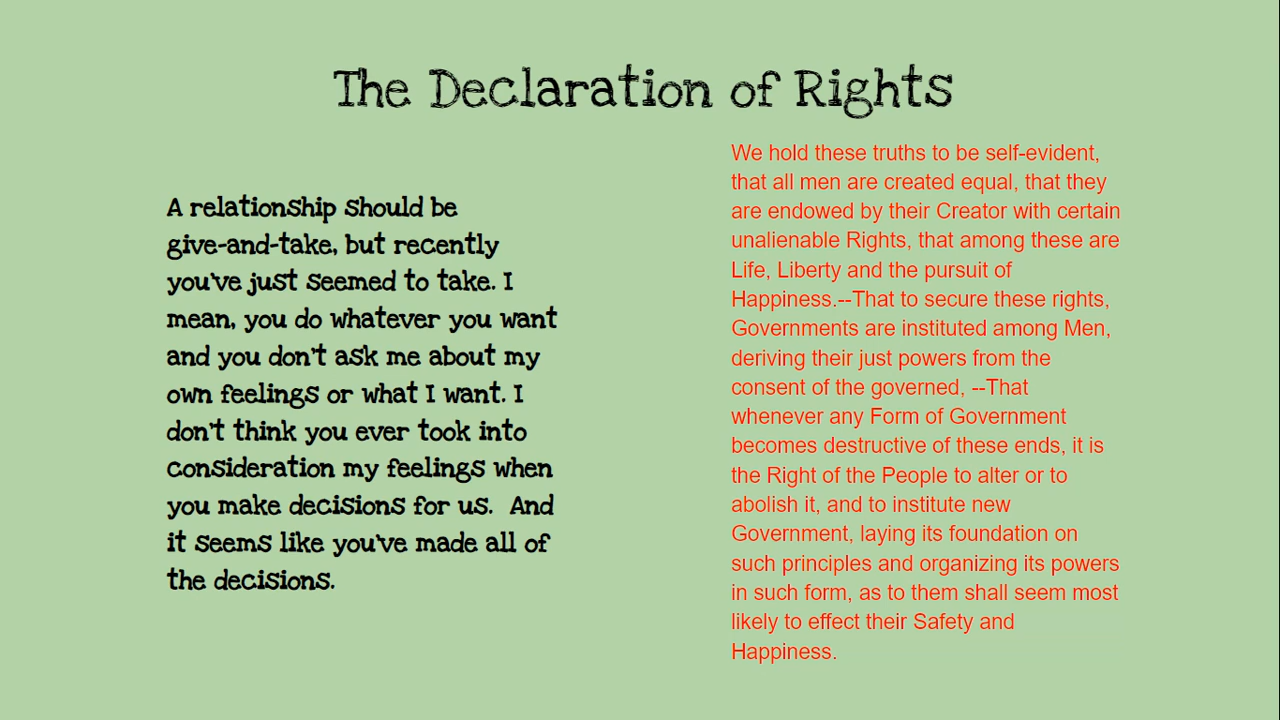 The Declaration of Rights
A relationship should be
give-and-take, but recently
you've just seemed to take. I
mean, you do whatever you want
and you don't ask me about my
own feelings or what I want. I
don't think you ever took into
consideration my feelings when
you make decisions for us.  And
it seems like you've made all of
the decisions.
We hold these truths to be self-evident,
that all men are created equal, that they
are endowed by their Creator with certain
unalienable Rights, that among these are
Life, Liberty and the pursuit of
Happiness.--That to secure these rights,
Governments are instituted among Men,
deriving their just powers from the
consent of the governed, --That
whenever any Form of Government
becomes destructive of these ends, it is
the Right of the People to alter or to
abolish it, and to institute new
Government, laying its foundation on
such principles and organizing its powers
in such form, as to them shall seem most
likely to effect their Safety and
Happiness.